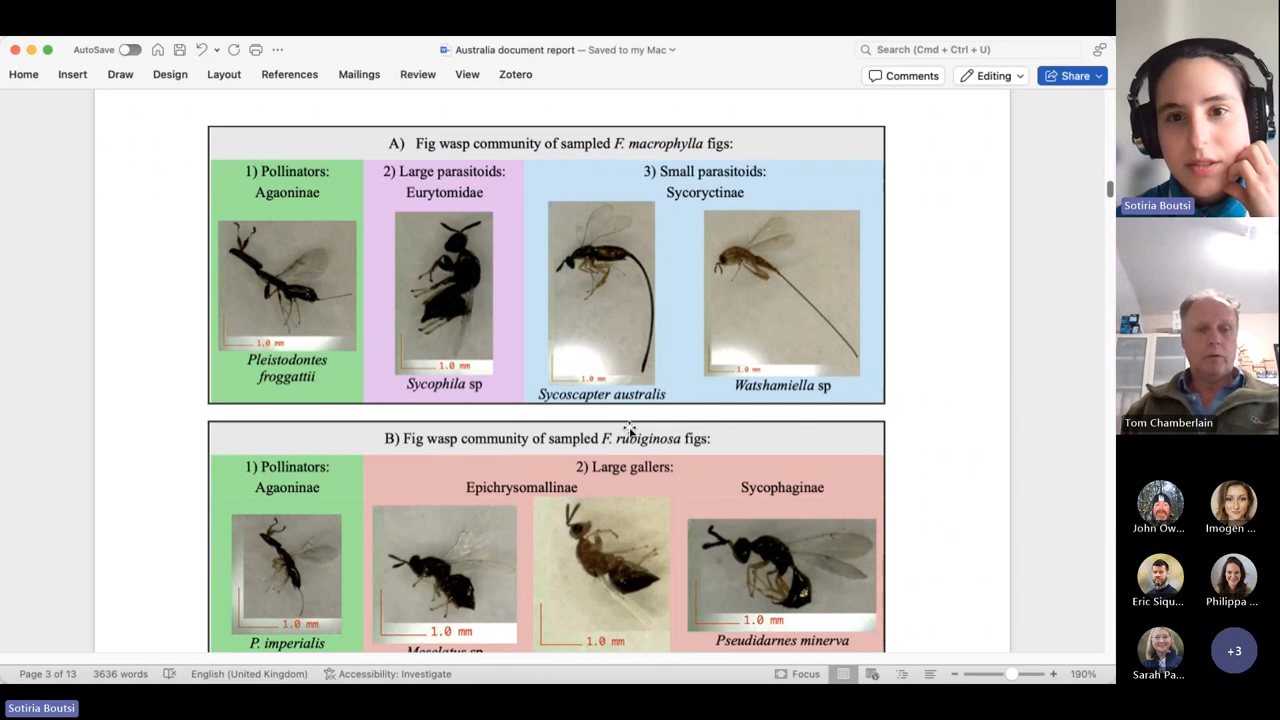 AutoSave
Australia document report — Saved to my Mac
Search (Cmd + Ctrl + U)
Home Insert Draw Design Layout References Mailings Review View Zotero
Comments Editing Share
A) Fig wasp community of sampled F. macrophylla figs:
1) Pollinators:
Agaoninae
1.0 mm
Pleistodontes
froggattii
2) Large parasitoids:
Eurytomidae
1.0 mm
Sycophila sp
3) Small parasitoids:
Sycoryctinae
1.0 mm
Sycoscapter australis
1.0 mm
Watshamiella sp
B) Fig wasp community of sampled F. rubiginosa figs:
1) Pollinators:
Agaoninae
1.0 mm
P. imperialis
2) Large gallers:
Epichrysomallinae
1.0 mm
1.0 mm
Sycophaginae
1.0 mm
Pseudidarnes minerva
Page 3 of 13 3636 words English (United Kingdom) Accessibility: Investigate Focus 190%
Sotiria Boutsi
Tom Chamberlain
John Ow...
Imogen ...
Eric Siqu...
Philippa ...
Sarah Pa...
+3
Sotiria Boutsi